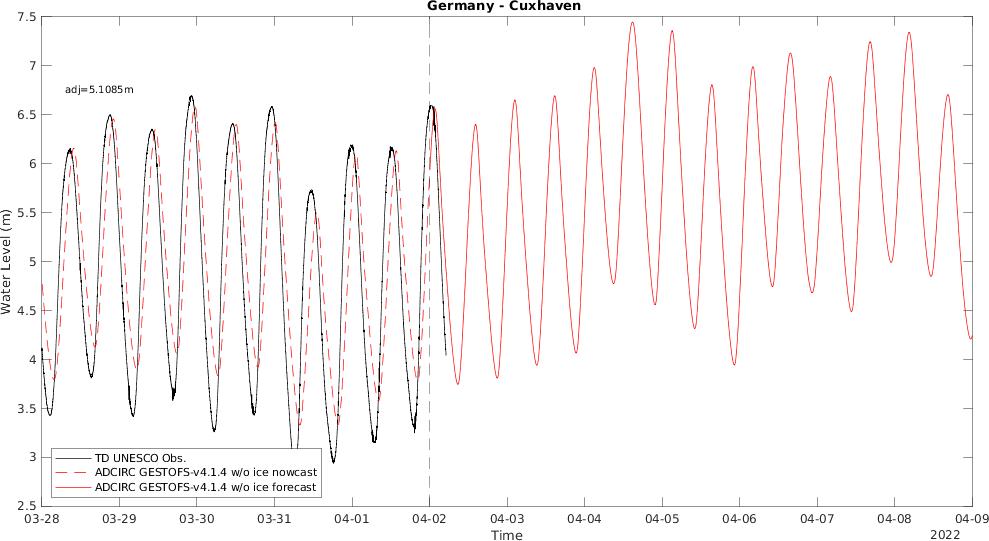 Germany - Cuxhaven
7.5
7
adj=5.1085m
6.5
6
5.5
5
4.5
4
3.5
3
2.5
Water Level (m)
TD UNESCO Obs.
ADCIRC GESTOFS-v4.1.4 w/o ice nowcast
ADCIRC GESTOFS-v4.1.4 w/o ice forecast
03-28 03-29 03-30 03-31 04-01 04-02 04-03 04-04 04-05 04-06 04-07 04-08 04-09
Time
2022